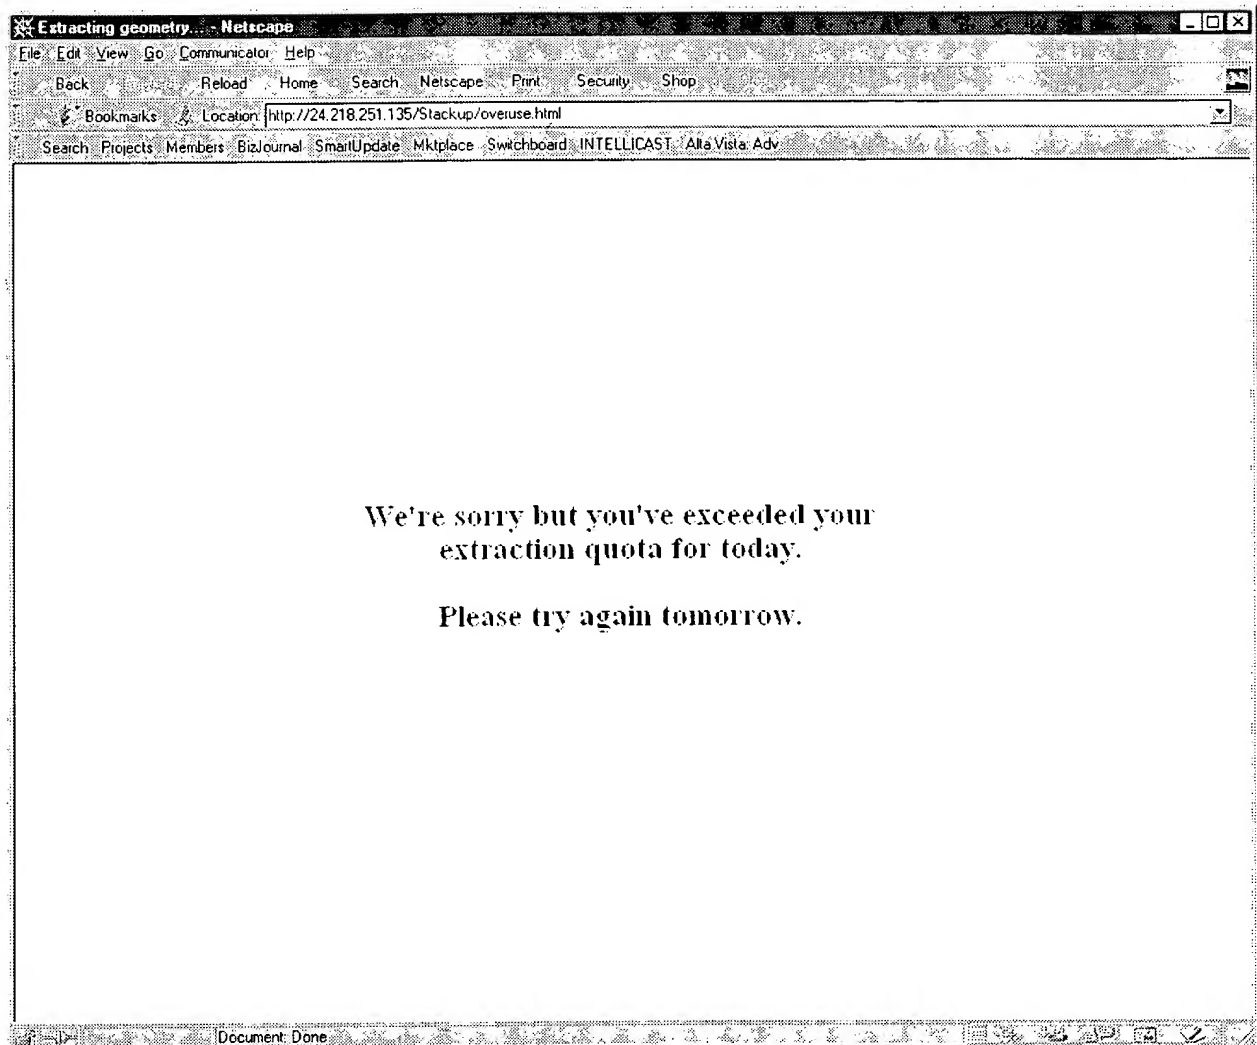 Extracting geometry... - Netscape
File Edit View Go Communicator Help
Back Reload Home Search Netscape Print Security Shop
Bookmarks Location: http://24.218.251.135/Stackup/overuse.html
Search Projects Members BizJournal SmartUpdate Mktplace Switchboard INTELLICAST Alta Vista: Adv
We're sorry but you've exceeded your
extraction quota for today.
Please try again tomorrow.
Document: Done